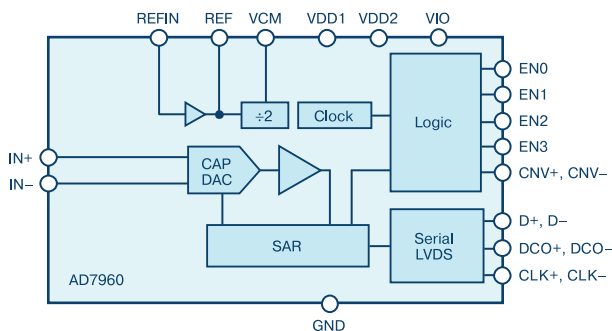 REFIN REF VCM VDD1 VDD2 VIO
÷2
Clock
Logic
EN0
EN1
EN2
EN3
CNV+, CNV–
IN+
IN–
CAP
DAC
SAR
Serial
LVDS
D+, D–
DCO+, DCO–
CLK+, CLK–
AD7960
GND